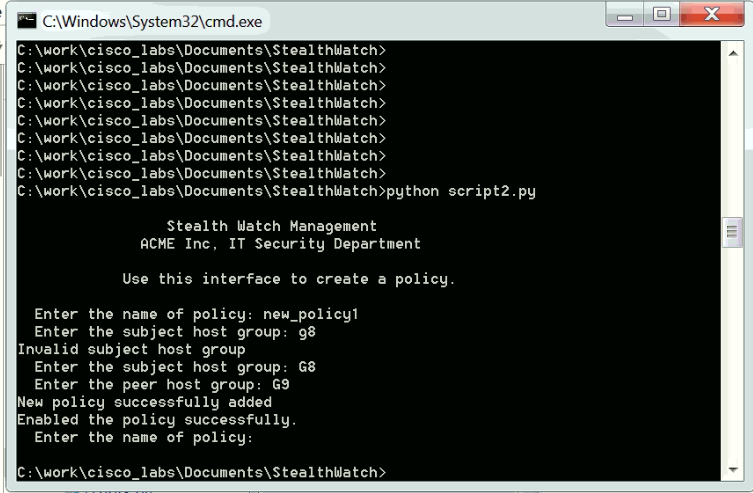 C:\Windows\System32\cmd.exe
C:\work\cisco_labs\Documents\StealthWatch>
C:\work\cisco_labs\Documents\StealthWatch>
C:\work\cisco_labs\Documents\StealthWatch>
C:\work\cisco_labs\Documents\StealthWatch>
C:\work\cisco_labs\Documents\StealthWatch>
C:\work\cisco_labs\Documents\StealthWatch>
C:\work\cisco_labs\Documents\StealthWatch>
C:\work\cisco_labs\Documents\StealthWatch>
C:\work\cisco_labs\Documents\StealthWatch>python script2.py
Stealth Watch Management
ACME Inc, IT Security Department
Use this interface to create a policy.
Enter the name of policy: new_policy1
Enter the subject host group: g8
Invalid subject host group
Enter the subject host group: G8
Enter the peer host group: G9
New policy successfully added
Enabled the policy successfully.
Enter the name of policy:
C:\work\cisco_labs\Documents\StealthWatch>